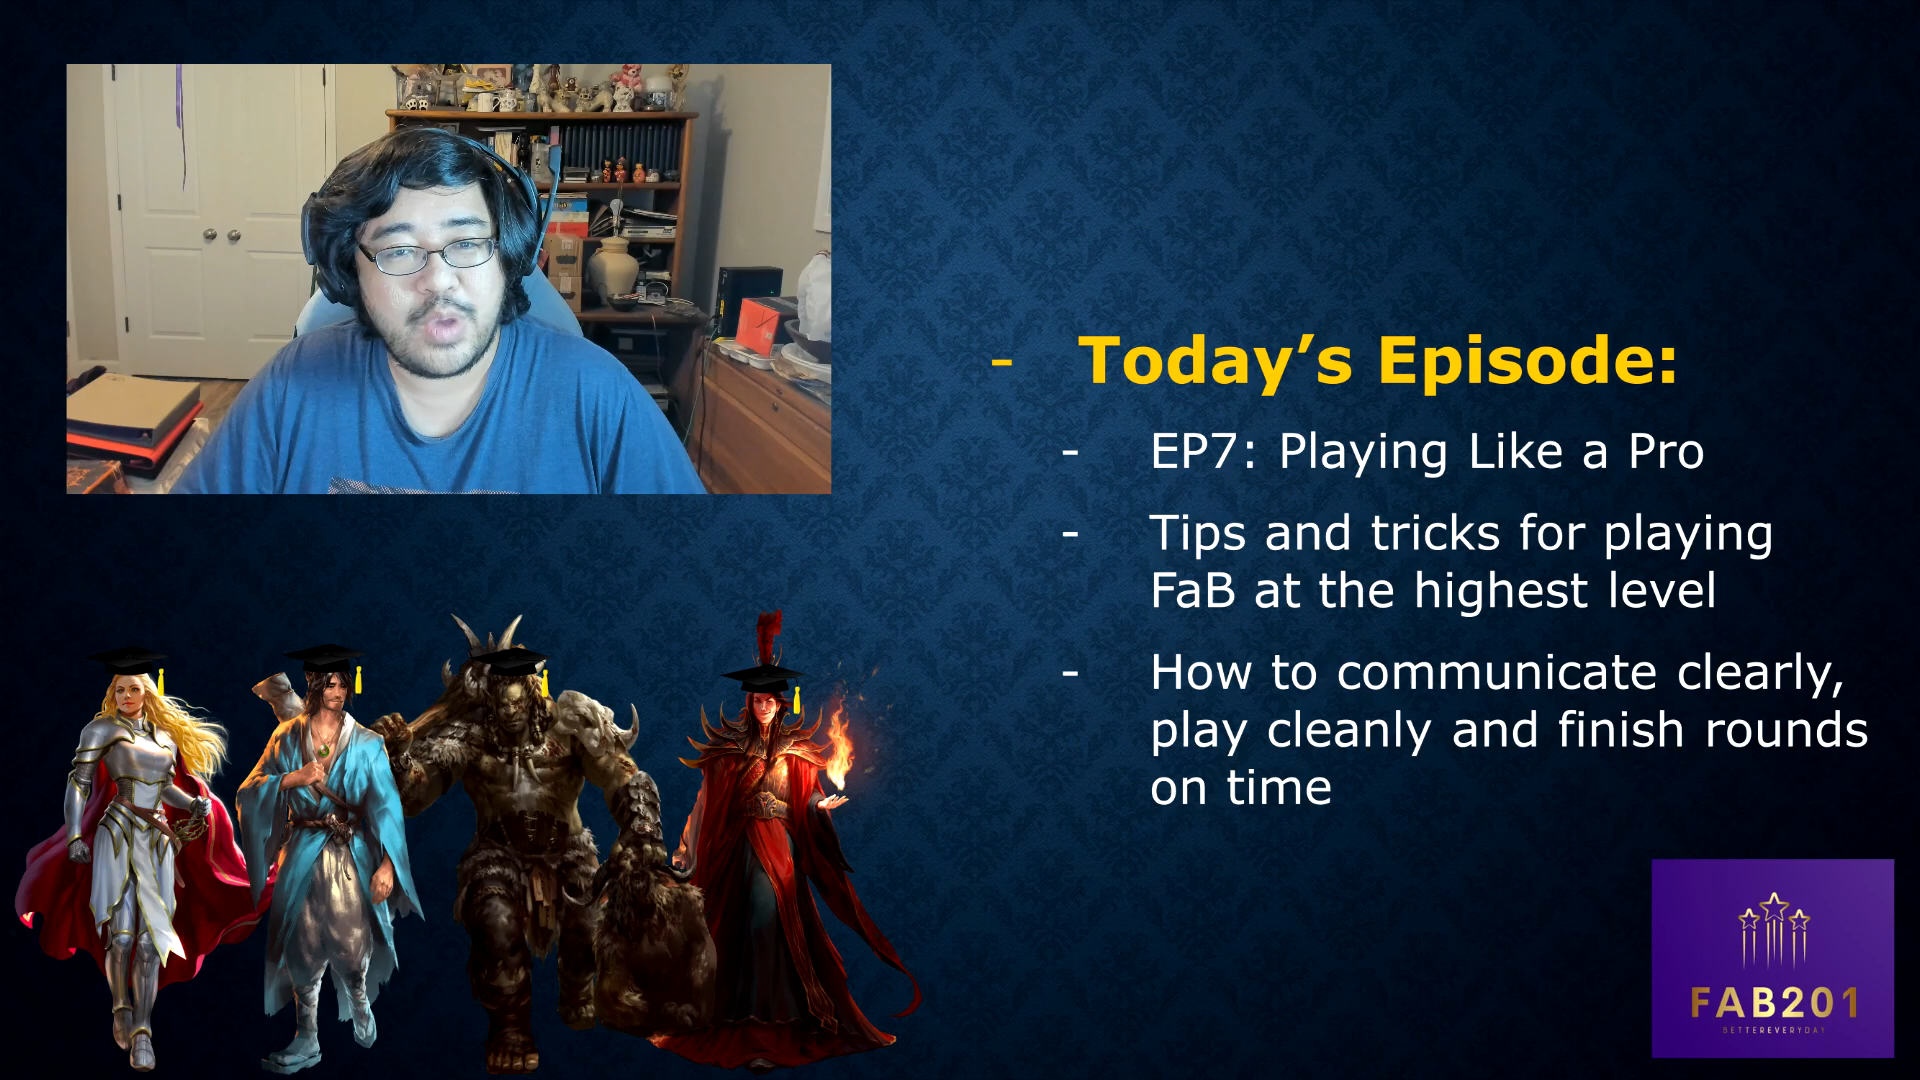 - Today’s Episode:
- EP7: Playing Like a Pro
- Tips and tricks for playing
FaB at the highest level
- How to communicate clearly,
play cleanly and finish rounds
on time
FAB201
BETTEREVERYDAY